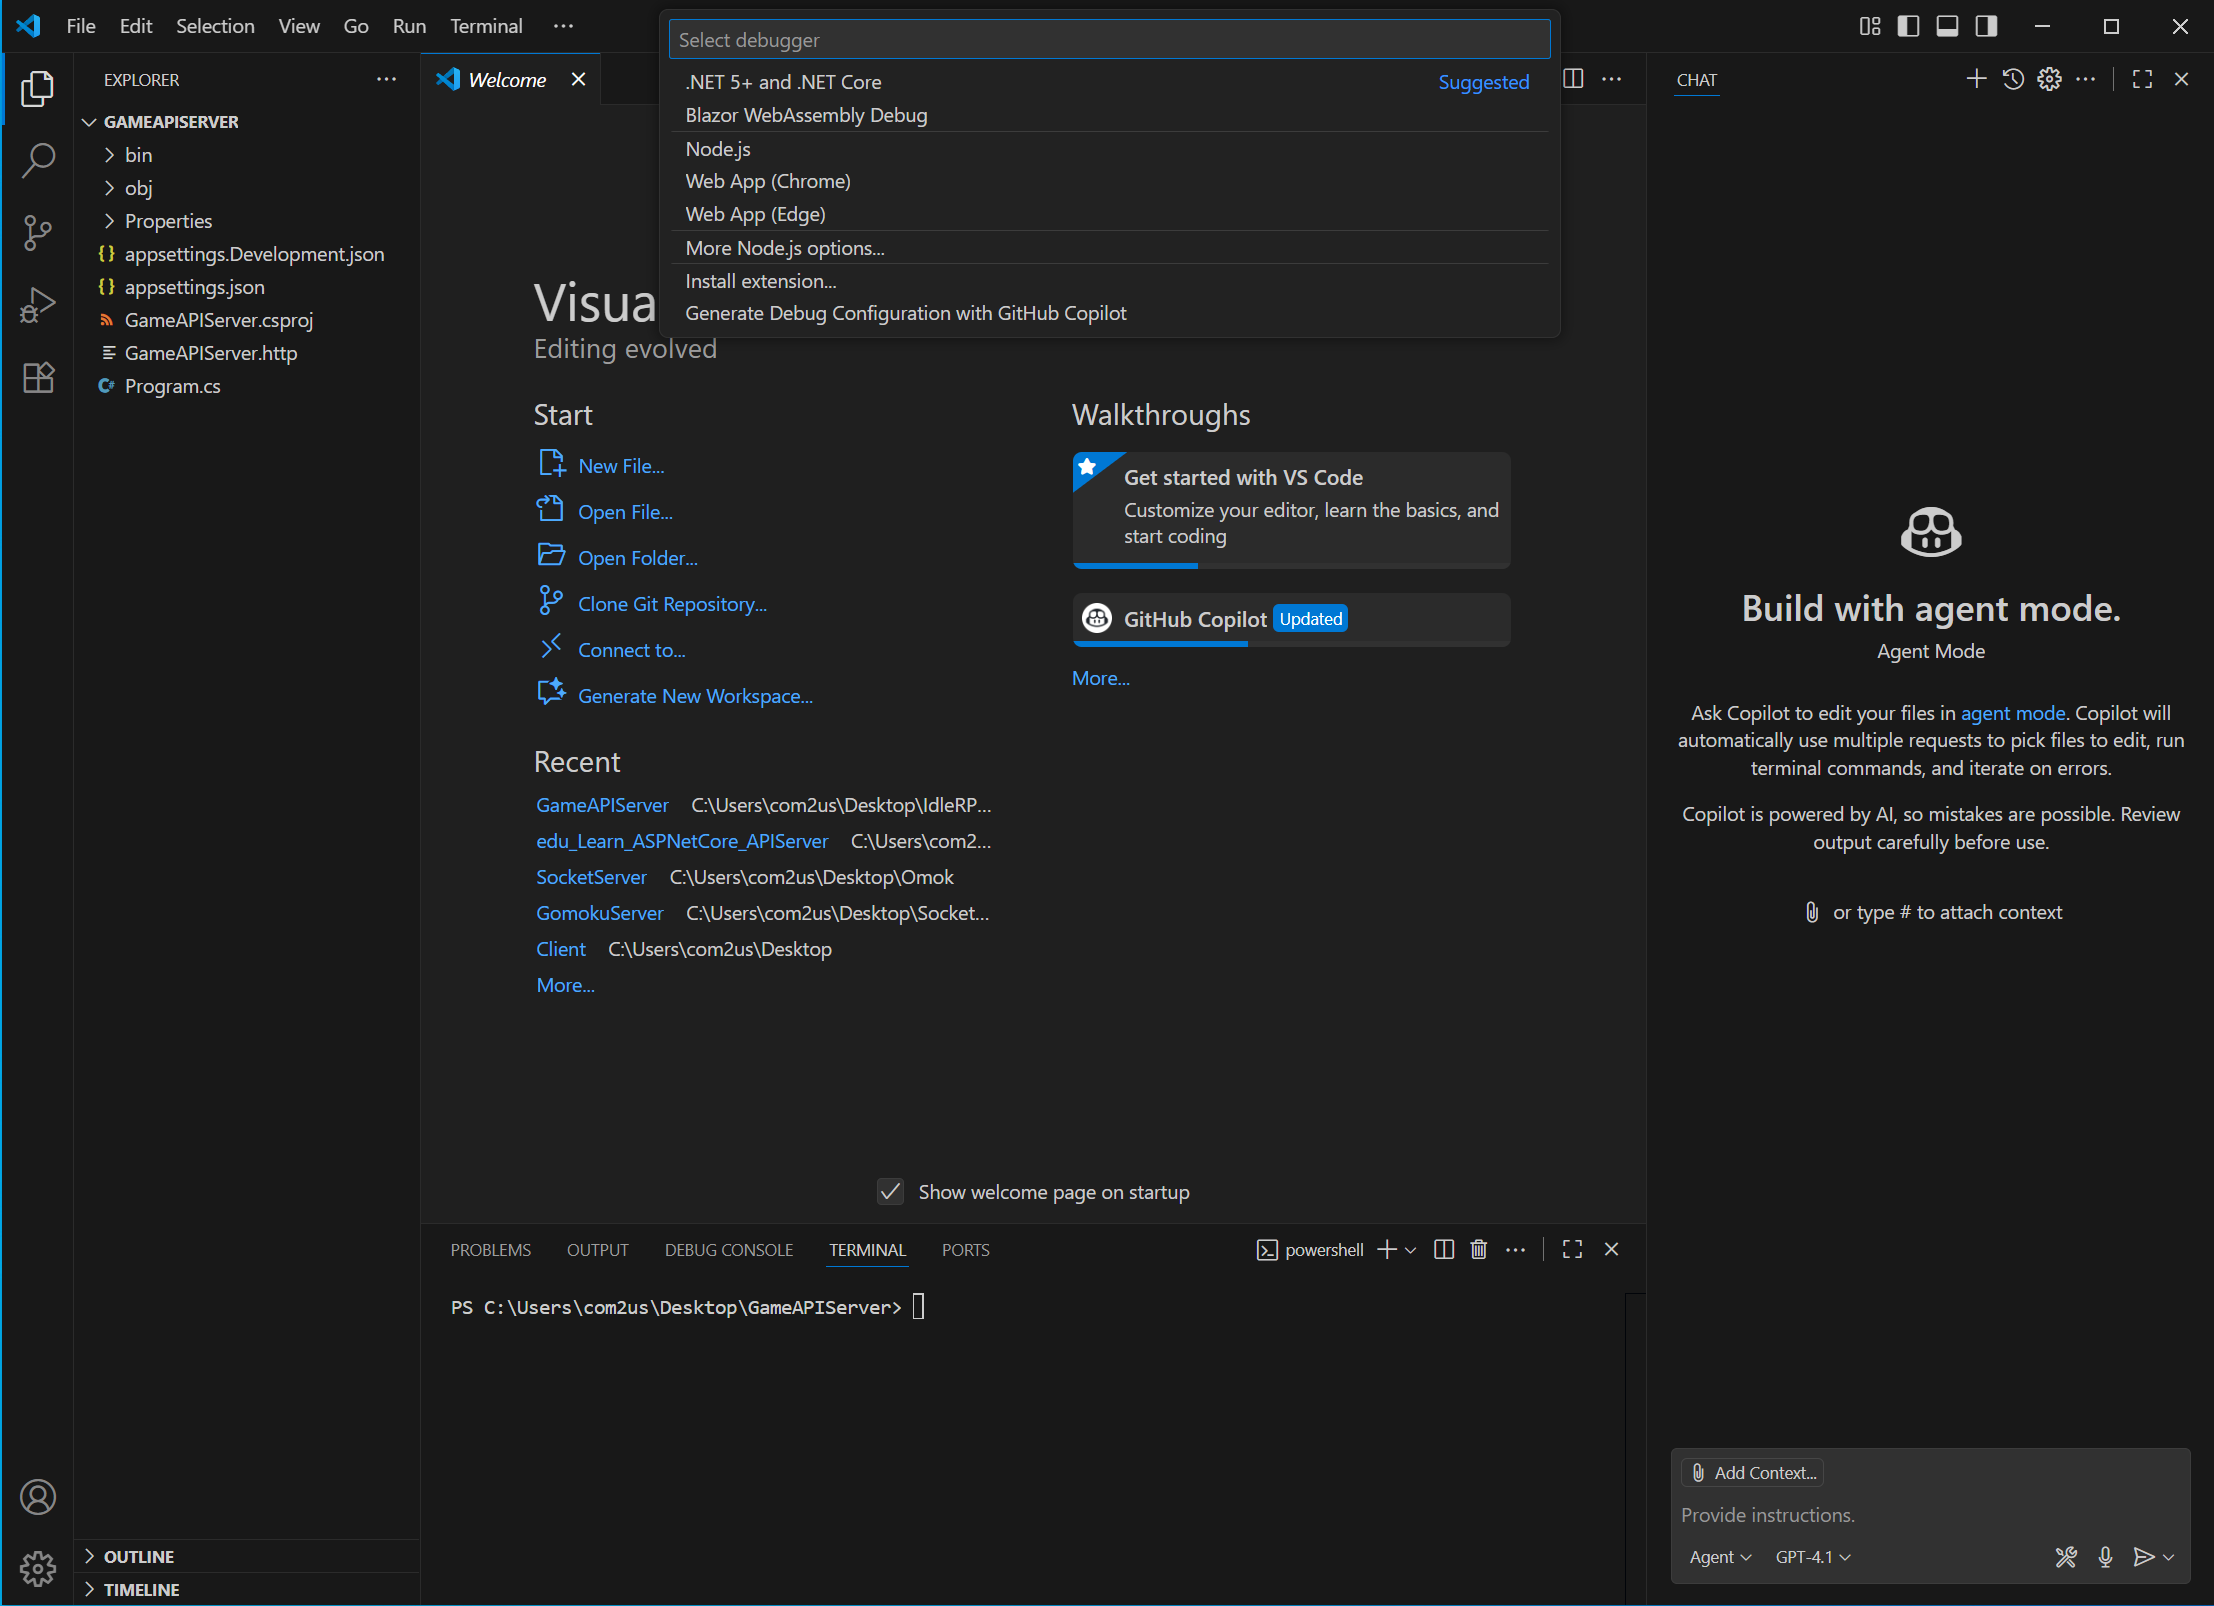 File Edit Selection View Go Run Terminal ...
Select debugger
.NET 5+ and .NET Core Suggested
Blazor WebAssembly Debug
Node.js
Web App (Chrome)
Web App (Edge)
More Node.js options...
Install extension...
Generate Debug Configuration with GitHub Copilot
EXPLORER
GAMEAPISERVER
bin
obj
Properties
{} appsettings.Development.json
{} appsettings.json
GameAPIServer.csproj
GameAPIServer.http
C# Program.cs
OUTLINE
TIMELINE
Welcome
Visua
Editing evolved
Start
New File...
Open File...
Open Folder...
Clone Git Repository...
Connect to...
Generate New Workspace...
Recent
GameAPIServer C:\Users\com2us\Desktop\IdleRP...
edu_Learn_ASPNetCore_APIServer C:\Users\com2...
SocketServer C:\Users\com2us\Desktop\Omok
GomokuServer C:\Users\com2us\Desktop\Socket...
Client C:\Users\com2us\Desktop
More...
Walkthroughs
Get started with VS Code
Customize your editor, learn the basics, and
start coding
GitHub Copilot Updated
More...
Show welcome page on startup
PROBLEMS OUTPUT DEBUG CONSOLE TERMINAL PORTS
powershell
PS C:\Users\com2us\Desktop\GameAPIServer>
CHAT
Build with agent mode.
Agent Mode
Ask Copilot to edit your files in agent mode. Copilot will
automatically use multiple requests to pick files to edit, run
terminal commands, and iterate on errors.
Copilot is powered by AI, so mistakes are possible. Review
output carefully before use.
or type # to attach context
Add Context...
Provide instructions.
Agent GPT-4.1